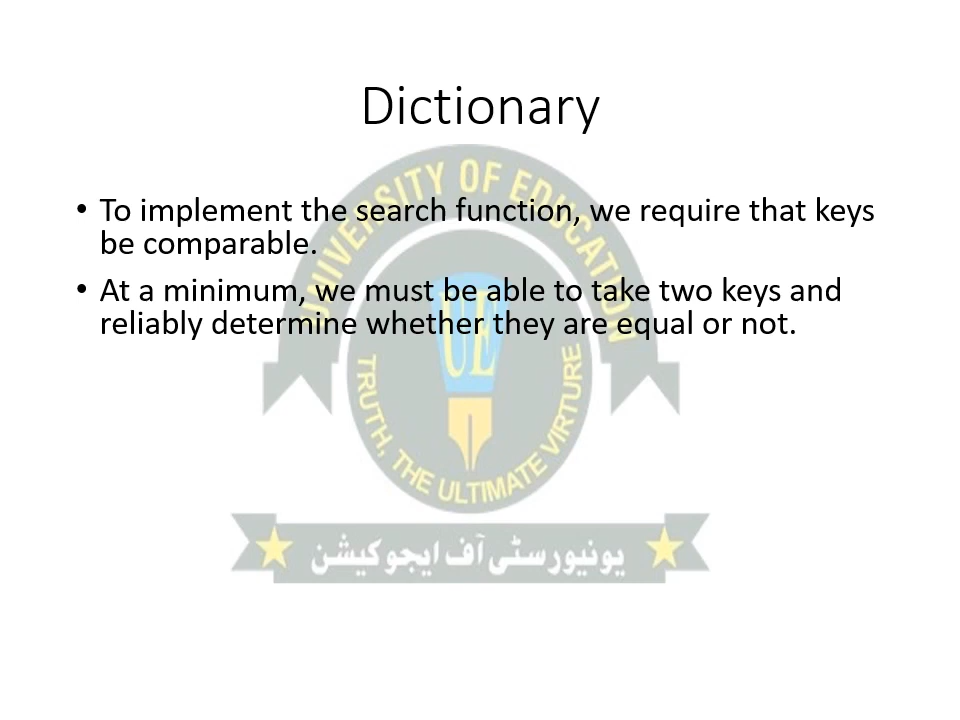 Dictionary
• To implement the search function, we require that keys
be comparable.
• At a minimum, we must be able to take two keys and
reliably determine whether they are equal or not.
UNIVERSITY OF EDUCATION
UE
TRUTH, THE ULTIMATE VIRTURE
یونیورسٹی آف ایجوکیشن